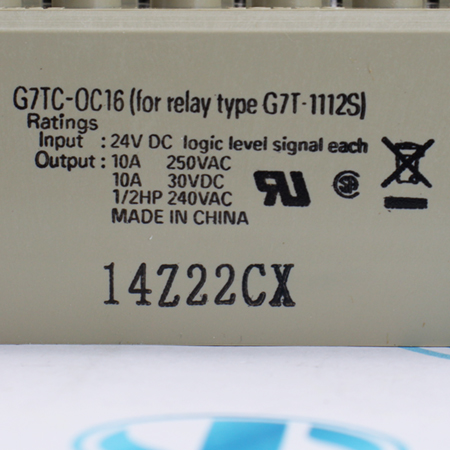 G7TC-OC16 (for relay type G7T-1112S)
Ratings
Input : 24V DC logic level signal each
Output : 10A 250VAC
10A 30VDC
1/2HP 240VAC
MADE IN CHINA
14Z22CX